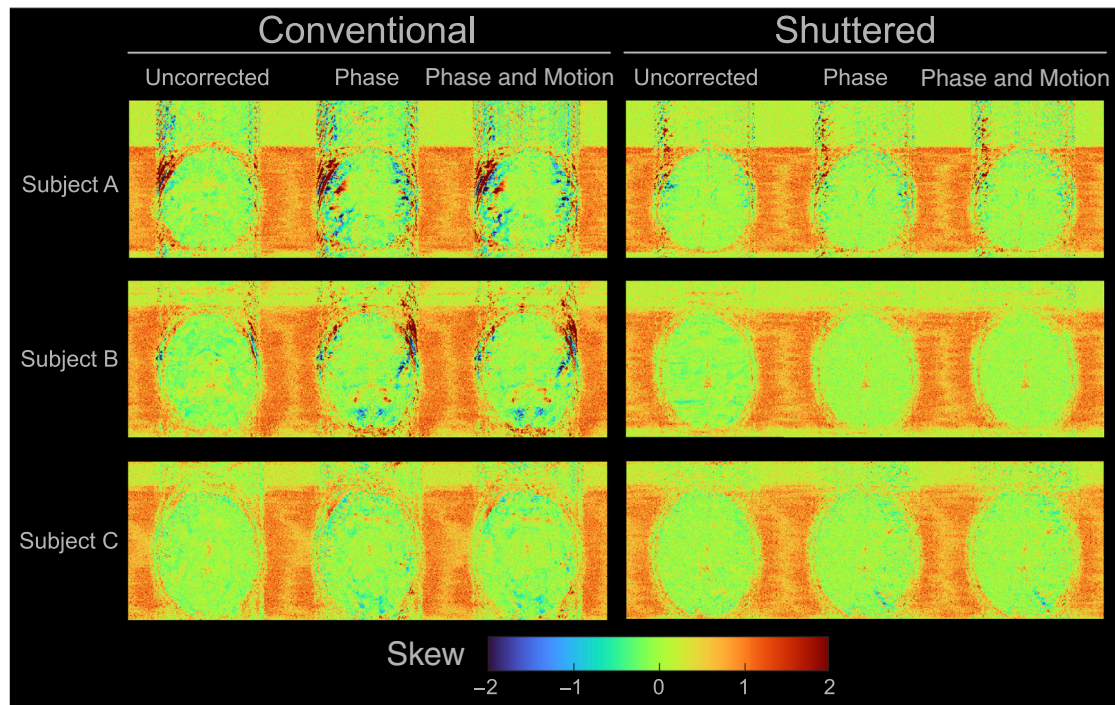 Conventional Shuttered
Uncorrected Phase Phase and Motion Uncorrected Phase Phase and Motion
Subject A
Subject B
Subject C
Skew
−2 −1 0 1 2